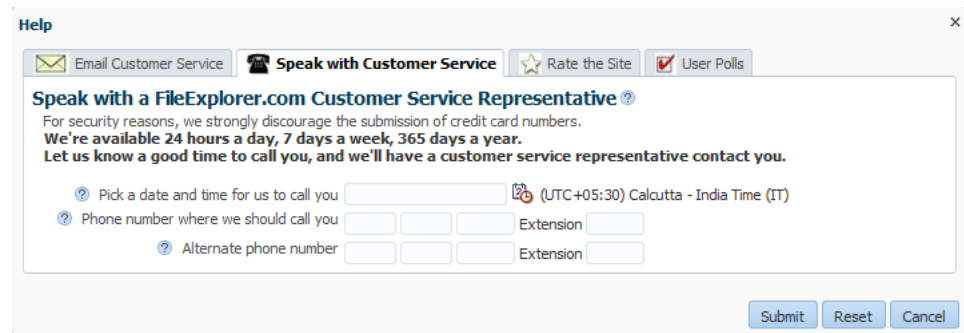 Help
Email Customer Service Speak with Customer Service Rate the Site User Polls
Speak with a FileExplorer.com Customer Service Representative
For security reasons, we strongly discourage the submission of credit card numbers.
We're available 24 hours a day, 7 days a week, 365 days a year.
Let us know a good time to call you, and we'll have a customer service representative contact you.
Pick a date and time for us to call you (UTC+05:30) Calcutta - India Time (IT)
Phone number where we should call you Extension
Alternate phone number Extension
Submit Reset Cancel